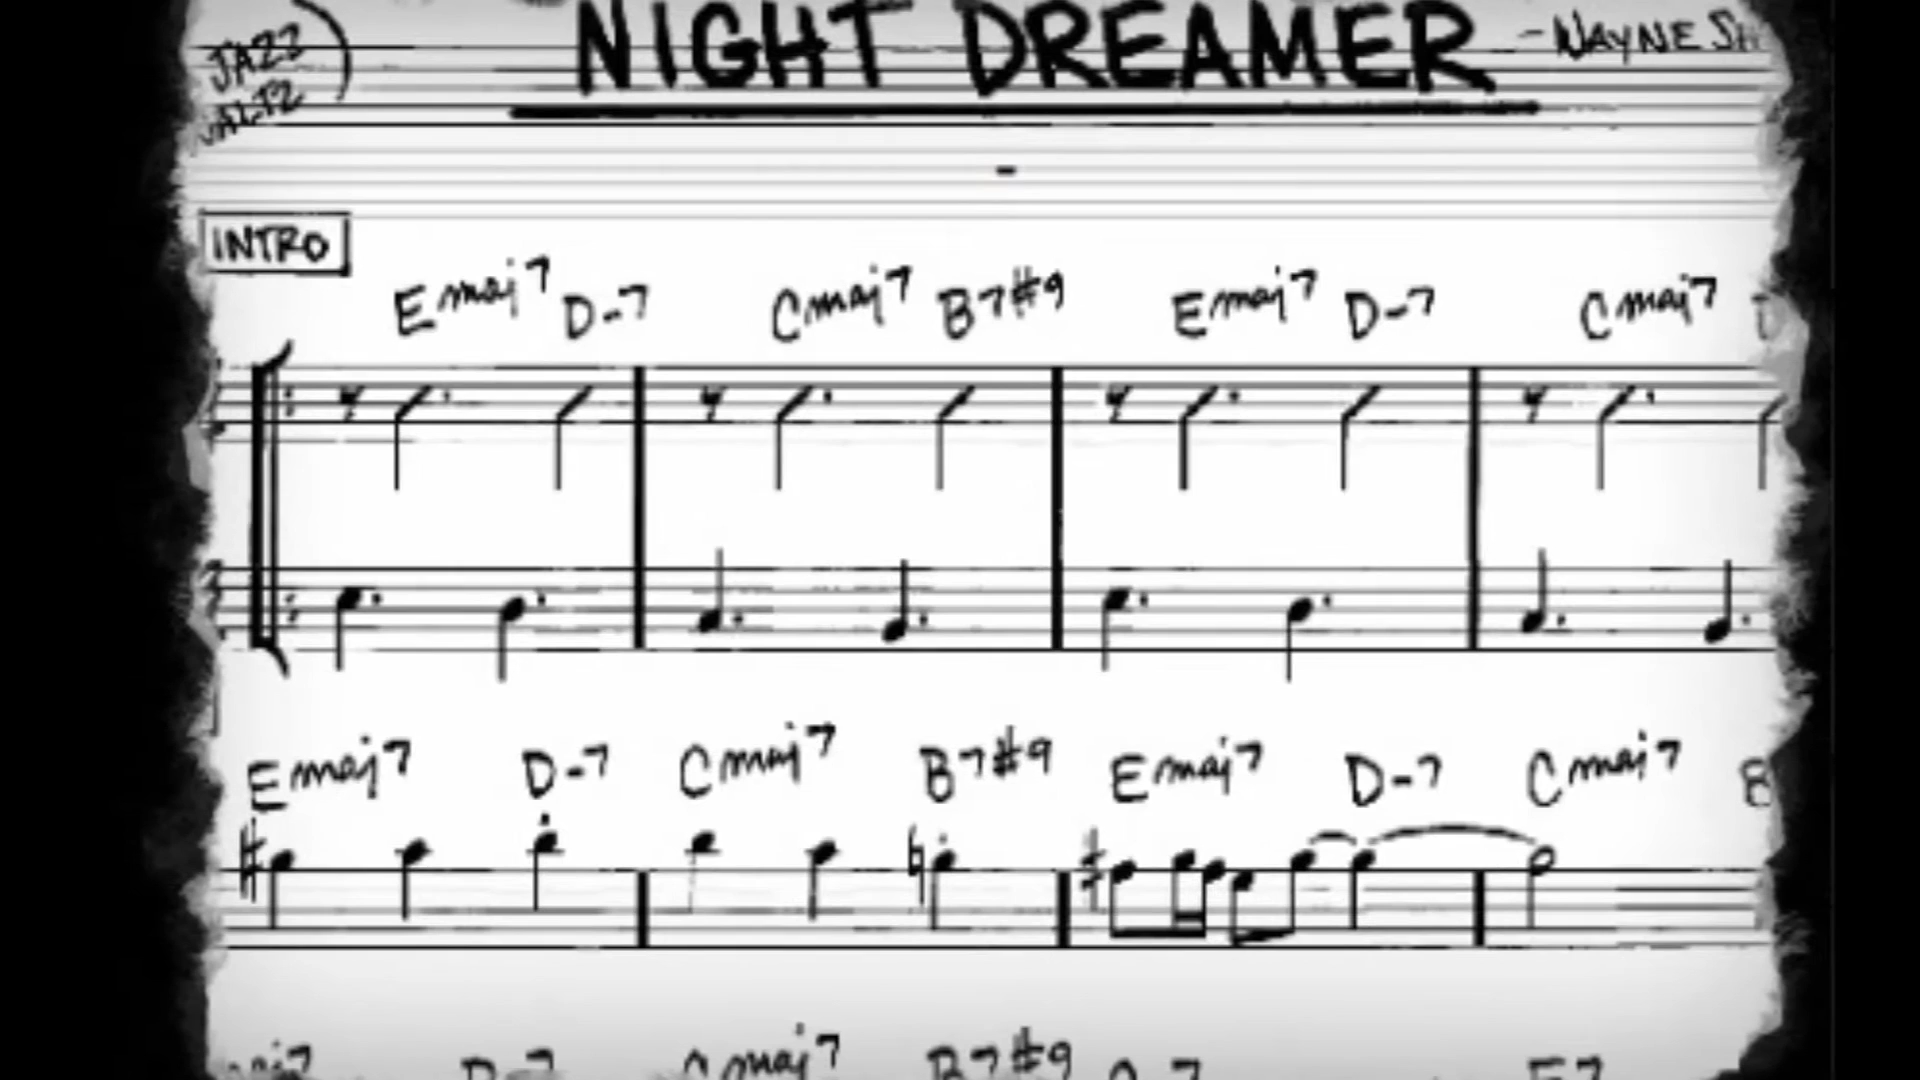 JAZZ
WALTZ
NIGHT DREAMER
-WAYNE SH
INTRO
Emaj7 D-7 Cmaj7 B7#9 Emaj7 D-7 Cmaj7
Emaj7 D-7 Cmaj7 B7#9 Emaj7 D-7 Cmaj7 B
D-7 Cmaj7 B7#9